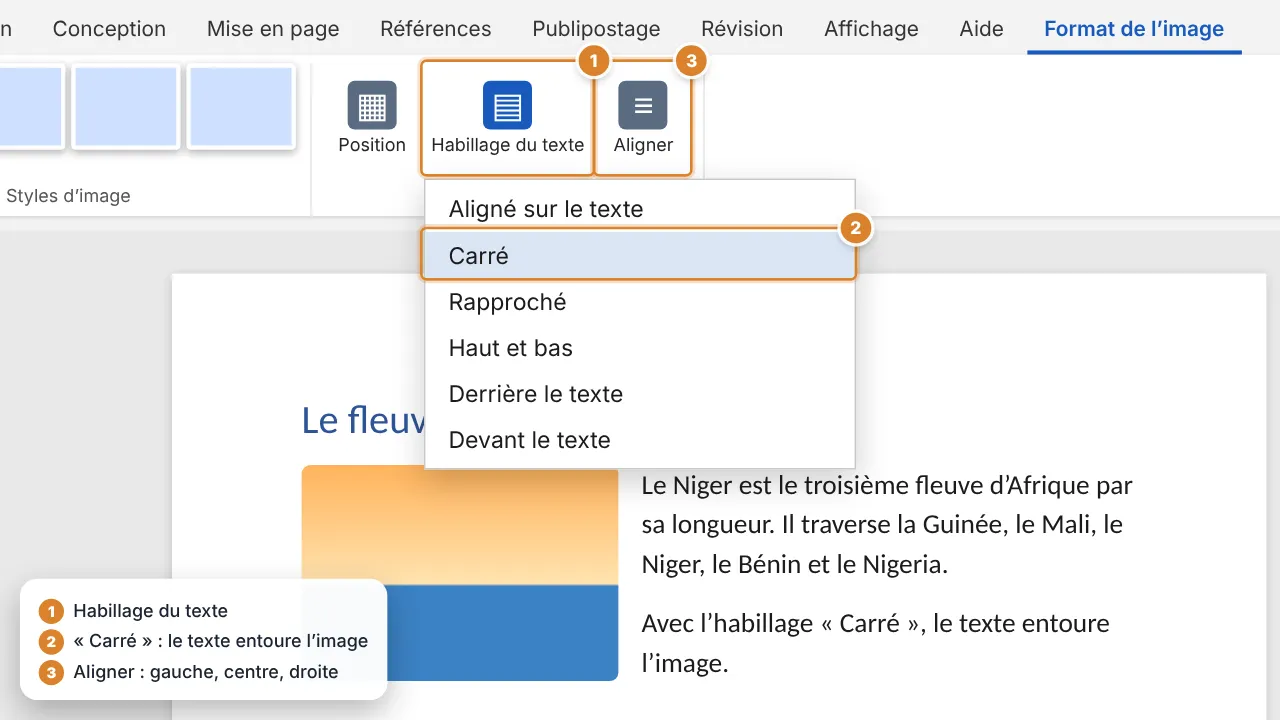 n
Conception
Mise en page
Références
Publipostage
Révision
Affichage
Aide
Format de l’image
1
3
Position
Habillage du texte
Aligner
Styles d’image
Aligné sur le texte
2
Carré
Rapproché
Haut et bas
Derrière le texte
Devant le texte
Le fleuv
Le Niger est le troisième fleuve d’Afrique par
sa longueur. Il traverse la Guinée, le Mali, le
Niger, le Bénin et le Nigeria.
Avec l’habillage « Carré », le texte entoure
l’image.
1 Habillage du texte
2 « Carré » : le texte entoure l’image
3 Aligner : gauche, centre, droite